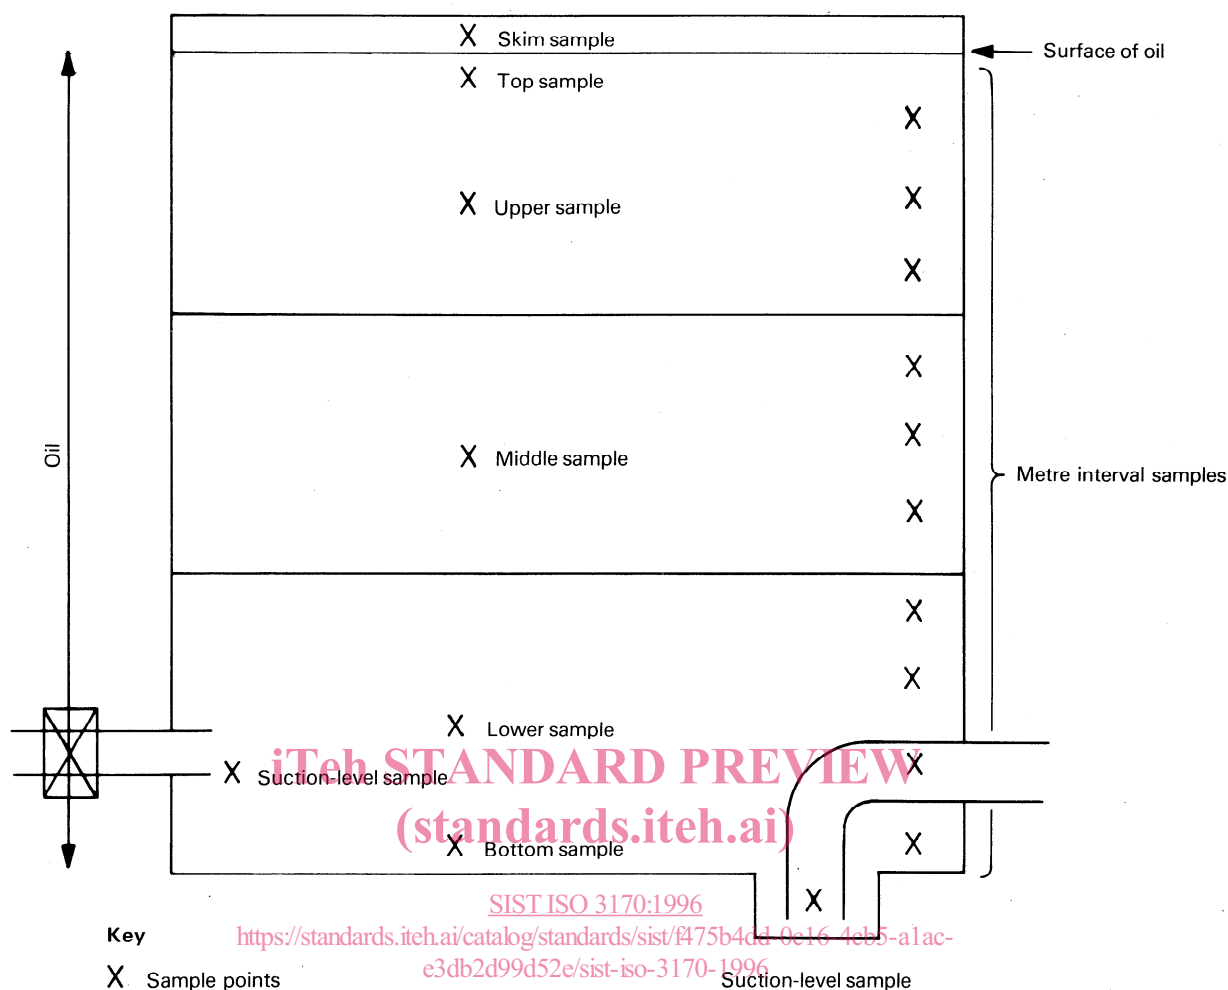 Skim sample
Surface of oil
Top sample
Upper sample
Oil
Middle sample
Metre interval samples
Lower sample
iTeh STANDARD PREVIEW
Suction-level sample
(standards.iteh.ai)
Bottom sample
SIST ISO 3170:1996
Key
https://standards.iteh.ai/catalog/standards/sist/f475b4dd-0c16-4cb5-a1ac-
e3db2d99d52e/sist-iso-3170-1996
X Sample points
Suction-level sample